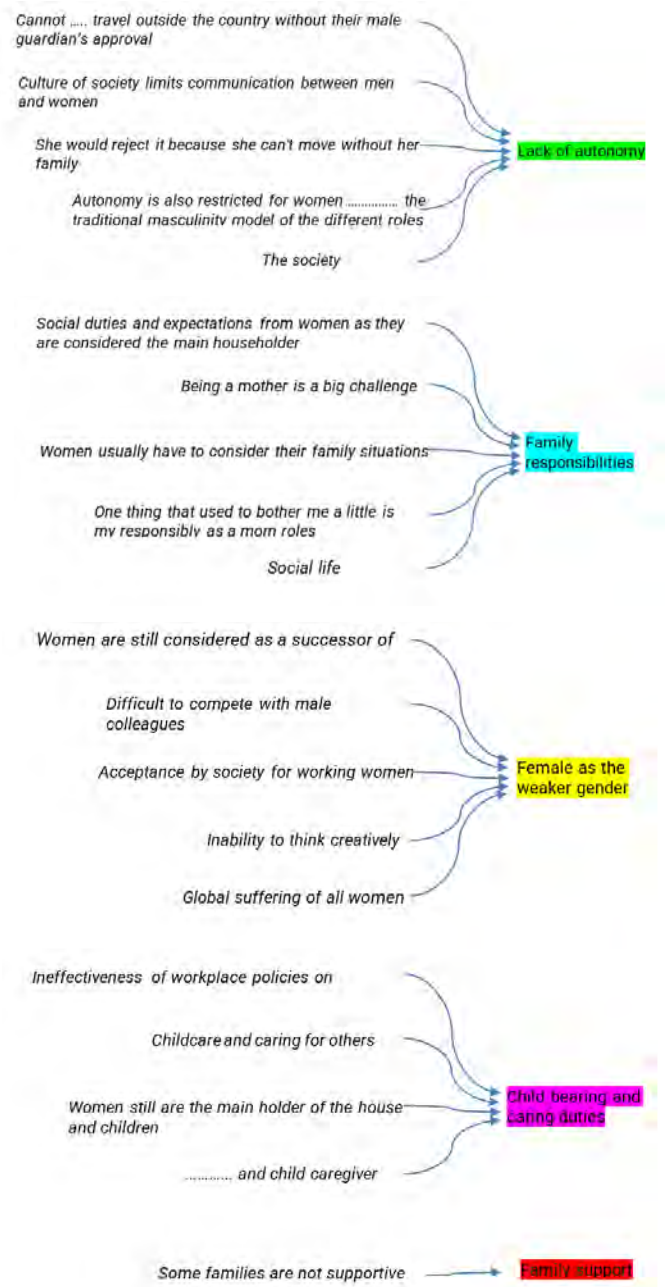 Cannot ..... travel outside the country without their male
guardian's approval
Culture of society limits communication between men
and women
She would reject it because she can't move without her
family
Lack of autonomy
Autonomy is also restricted for women ............... the
traditional masculinity model of the different roles
The society
Social duties and expectations from women as they
are considered the main householder
Being a mother is a big challenge
Women usually have to consider their family situations
Family
responsibilities
One thing that used to bother me a little is
my responsibly as a mom roles
Social life
Women are still considered as a successor of
Difficult to compete with male
colleagues
Acceptance by society for working women
Female as the
weaker gender
Inability to think creatively
Global suffering of all women
Ineffectiveness of workplace policies on
Childcare and caring for others
Women still are the main holder of the house
and children
Child bearing and
caring duties
............ and child caregiver
Some families are not supportive
Family support